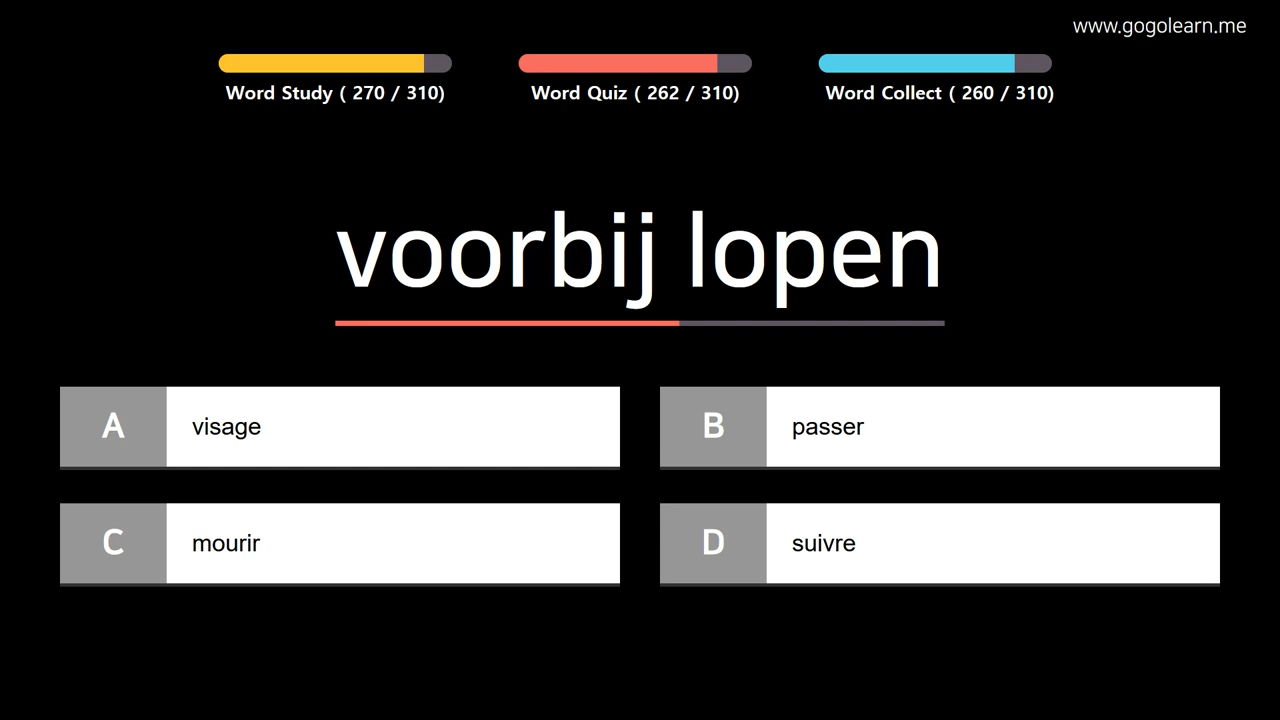 www.gogolearn.me
Word Study ( 270 / 310)
Word Quiz ( 262 / 310)
Word Collect ( 260 / 310)
voorbij lopen
A visage
B passer
C mourir
D suivre